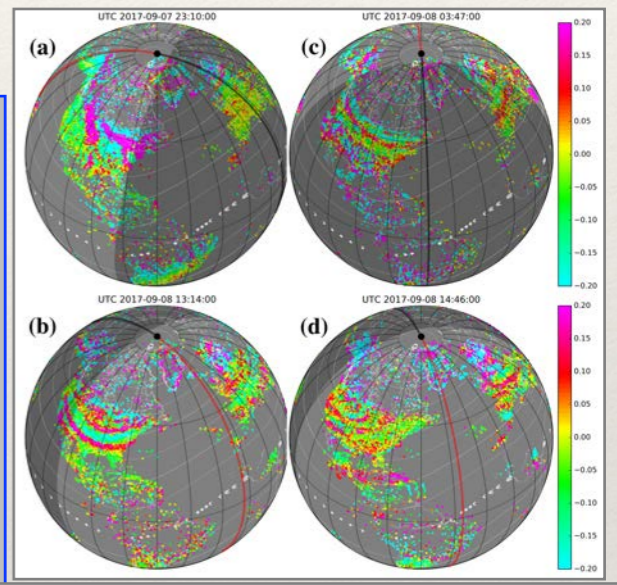 UTC 2017-09-07 23:10:00
UTC 2017-09-08 03:47:00
(a)
(c)
0.20
0.15
0.10
0.05
0.00
−0.05
−0.10
−0.15
−0.20
UTC 2017-09-08 13:14:00
UTC 2017-09-08 14:46:00
(b)
(d)
0.20
0.15
0.10
0.05
0.00
−0.05
−0.10
−0.15
−0.20